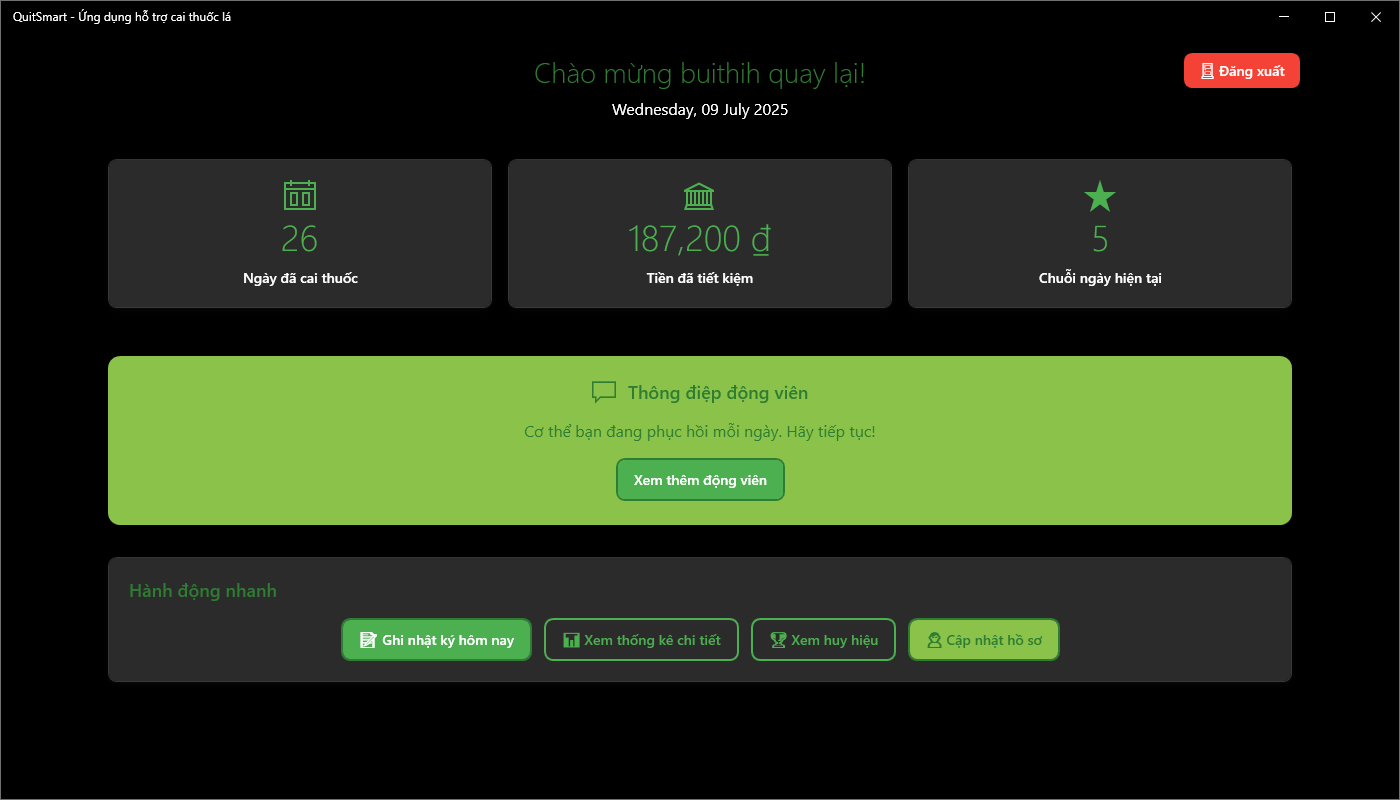 QuitSmart - Ứng dụng hỗ trợ cai thuốc lá
Chào mừng buithih quay lại!
Đăng xuất
Wednesday, 09 July 2025
26
Ngày đã cai thuốc
187,200 ₫
Tiền đã tiết kiệm
5
Chuỗi ngày hiện tại
Thông điệp động viên
Cơ thể bạn đang phục hồi mỗi ngày. Hãy tiếp tục!
Xem thêm động viên
Hành động nhanh
Ghi nhật ký hôm nay
Xem thống kê chi tiết
Xem huy hiệu
Cập nhật hồ sơ